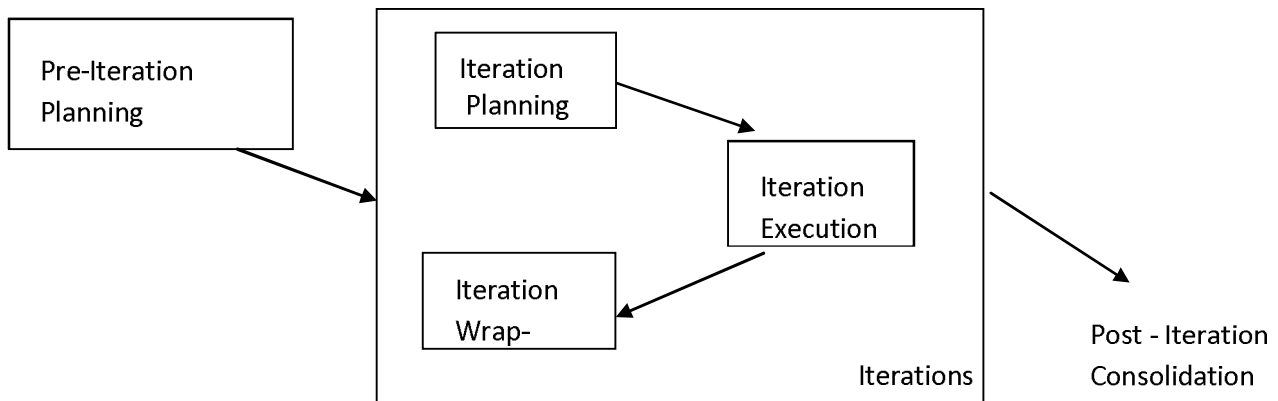 Pre-Iteration
Planning
Iteration
Planning
Iteration
Execution
Iteration
Wrap-
Iterations
Post - Iteration
Consolidation